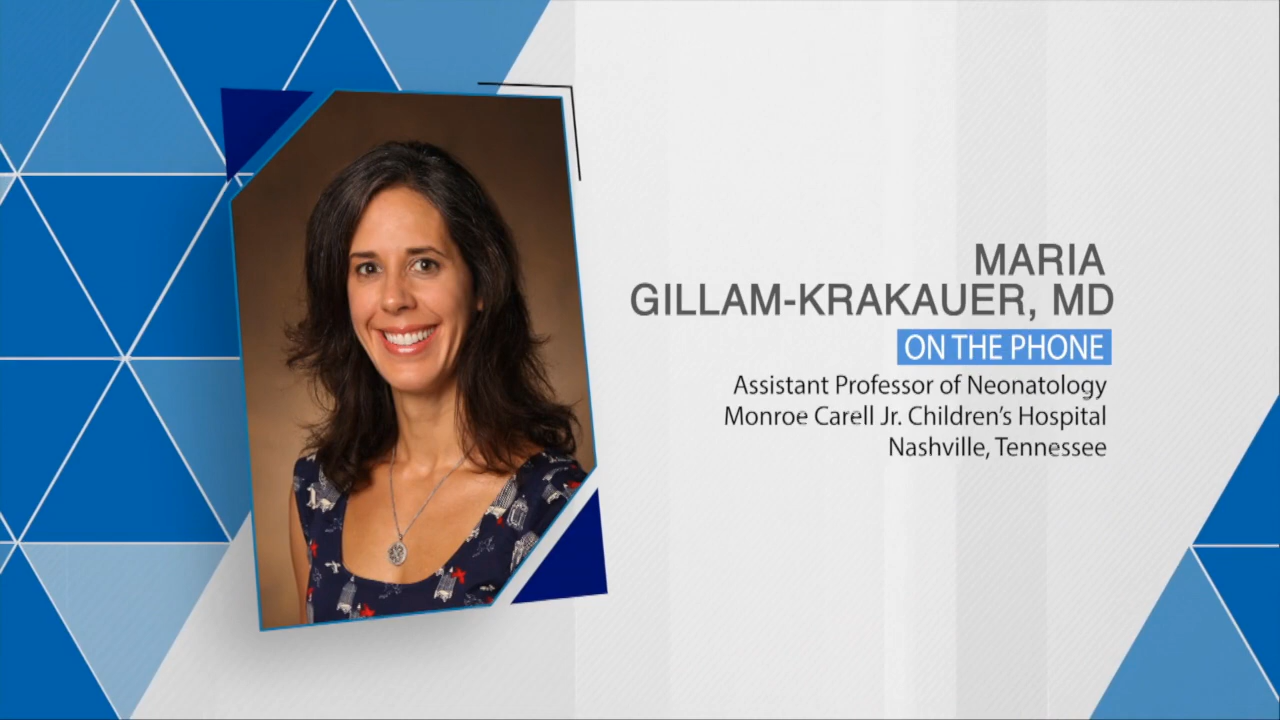 MARIA
GILLAM-KRAKAUER, MD
ON THE PHONE
Assistant Professor of Neonatology
Monroe Carell Jr. Children's Hospital
Nashville, Tennessee